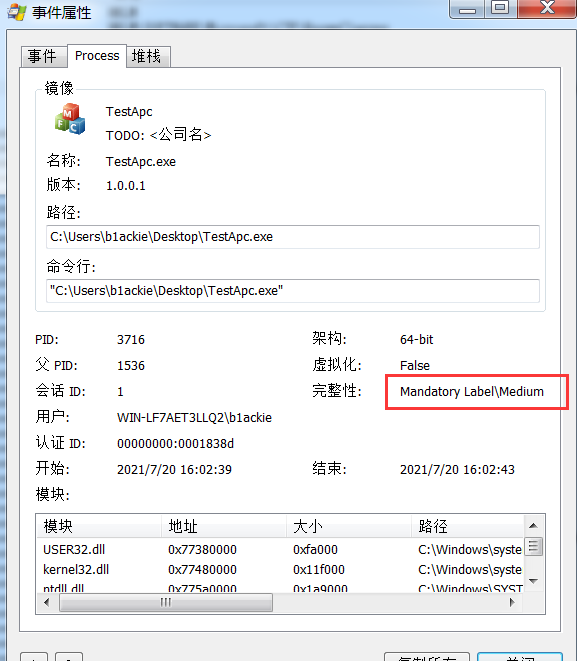 事件属性
事件 Process 堆栈
镜像
TestApc
TODO: <公司名>
名称: TestApc.exe
版本: 1.0.0.1
路径:
C:\Users\b1ackie\Desktop\TestApc.exe
命令行:
"C:\Users\b1ackie\Desktop\TestApc.exe"
PID: 3716 架构: 64-bit
父 PID: 1536 虚拟化: False
会话 ID: 1 完整性: Mandatory Label\Medium
用户: WIN-LF7AET3LLQ2\b1ackie
认证 ID: 00000000:0001838d
开始: 2021/7/20 16:02:39 结束: 2021/7/20 16:02:43
模块:
模块 地址 大小 路径
USER32.dll 0x77380000 0xfa000 C:\Windows\syste
kernel32.dll 0x77480000 0x11f000 C:\Windows\syste
ntdll.dll 0x775a0000 0x1a9000 C:\Windows\SYST
复制所有 关闭